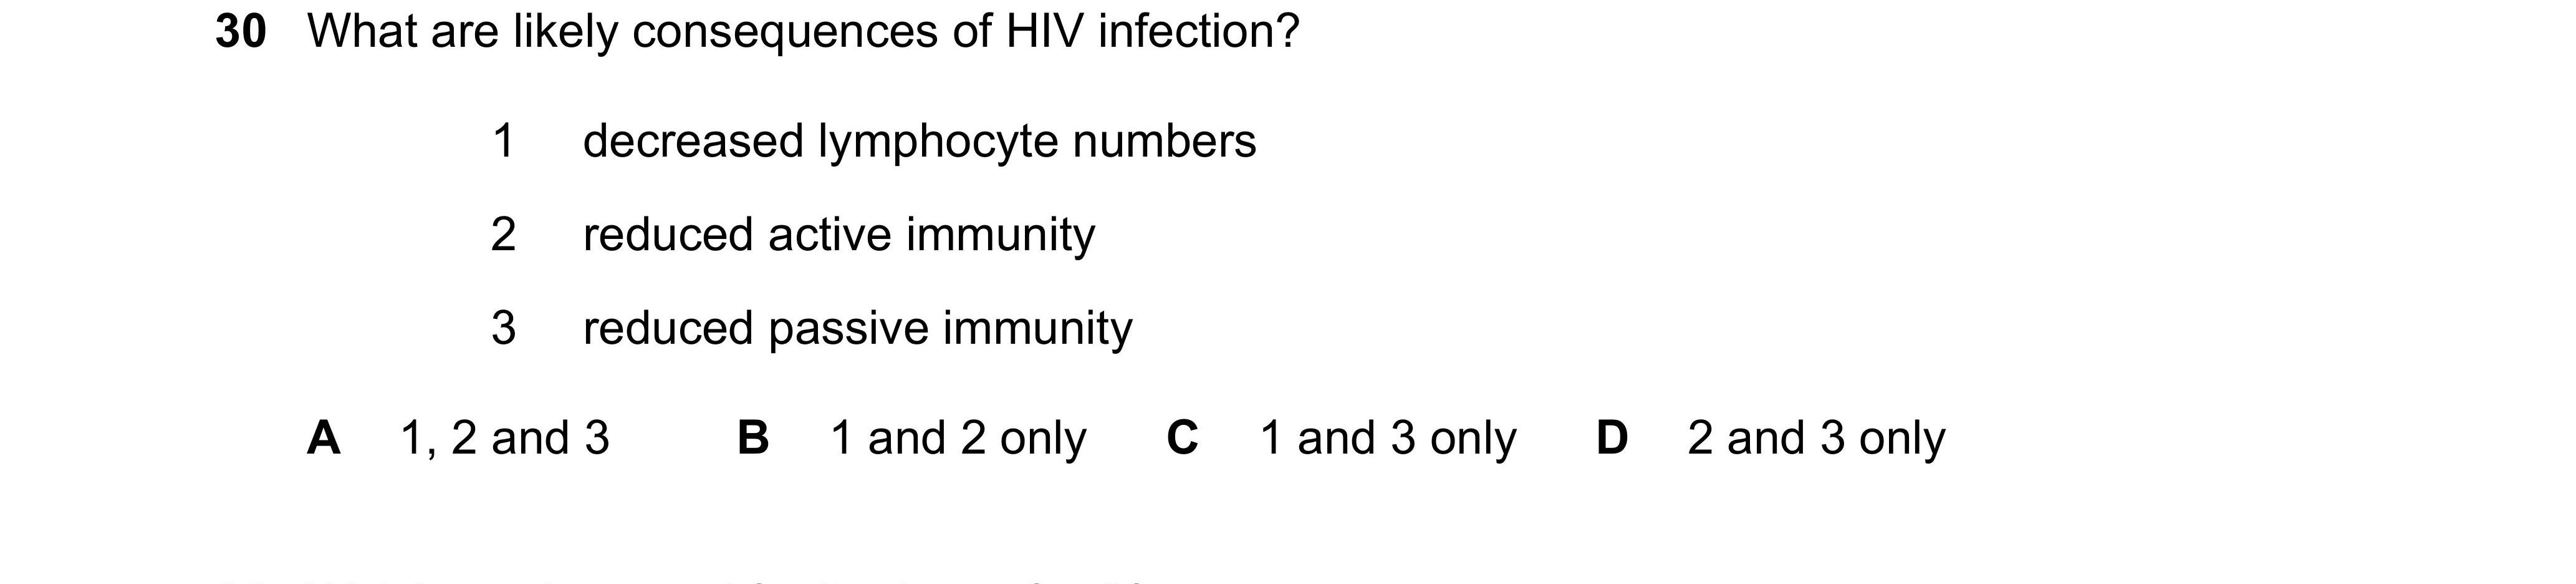 30 What are likely consequences of HIV infection?
1 decreased lymphocyte numbers
2 reduced active immunity
3 reduced passive immunity
A 1, 2 and 3 B 1 and 2 only C 1 and 3 only D 2 and 3 only